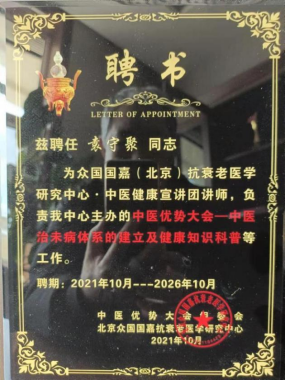 聘书
LETTER OF APPOINTMENT
兹聘任 袁守聚 同志
为众国国嘉（北京）抗衰老医学
研究中心·中医健康宣讲团讲师，负
责我中心主办的中医优势大会—中医
治未病体系的建立及健康知识科普等
工作。
聘期：2021年10月---2026年10月
中医优势大会组委会
北京众国国嘉抗衰老医学研究中心
2021年10月